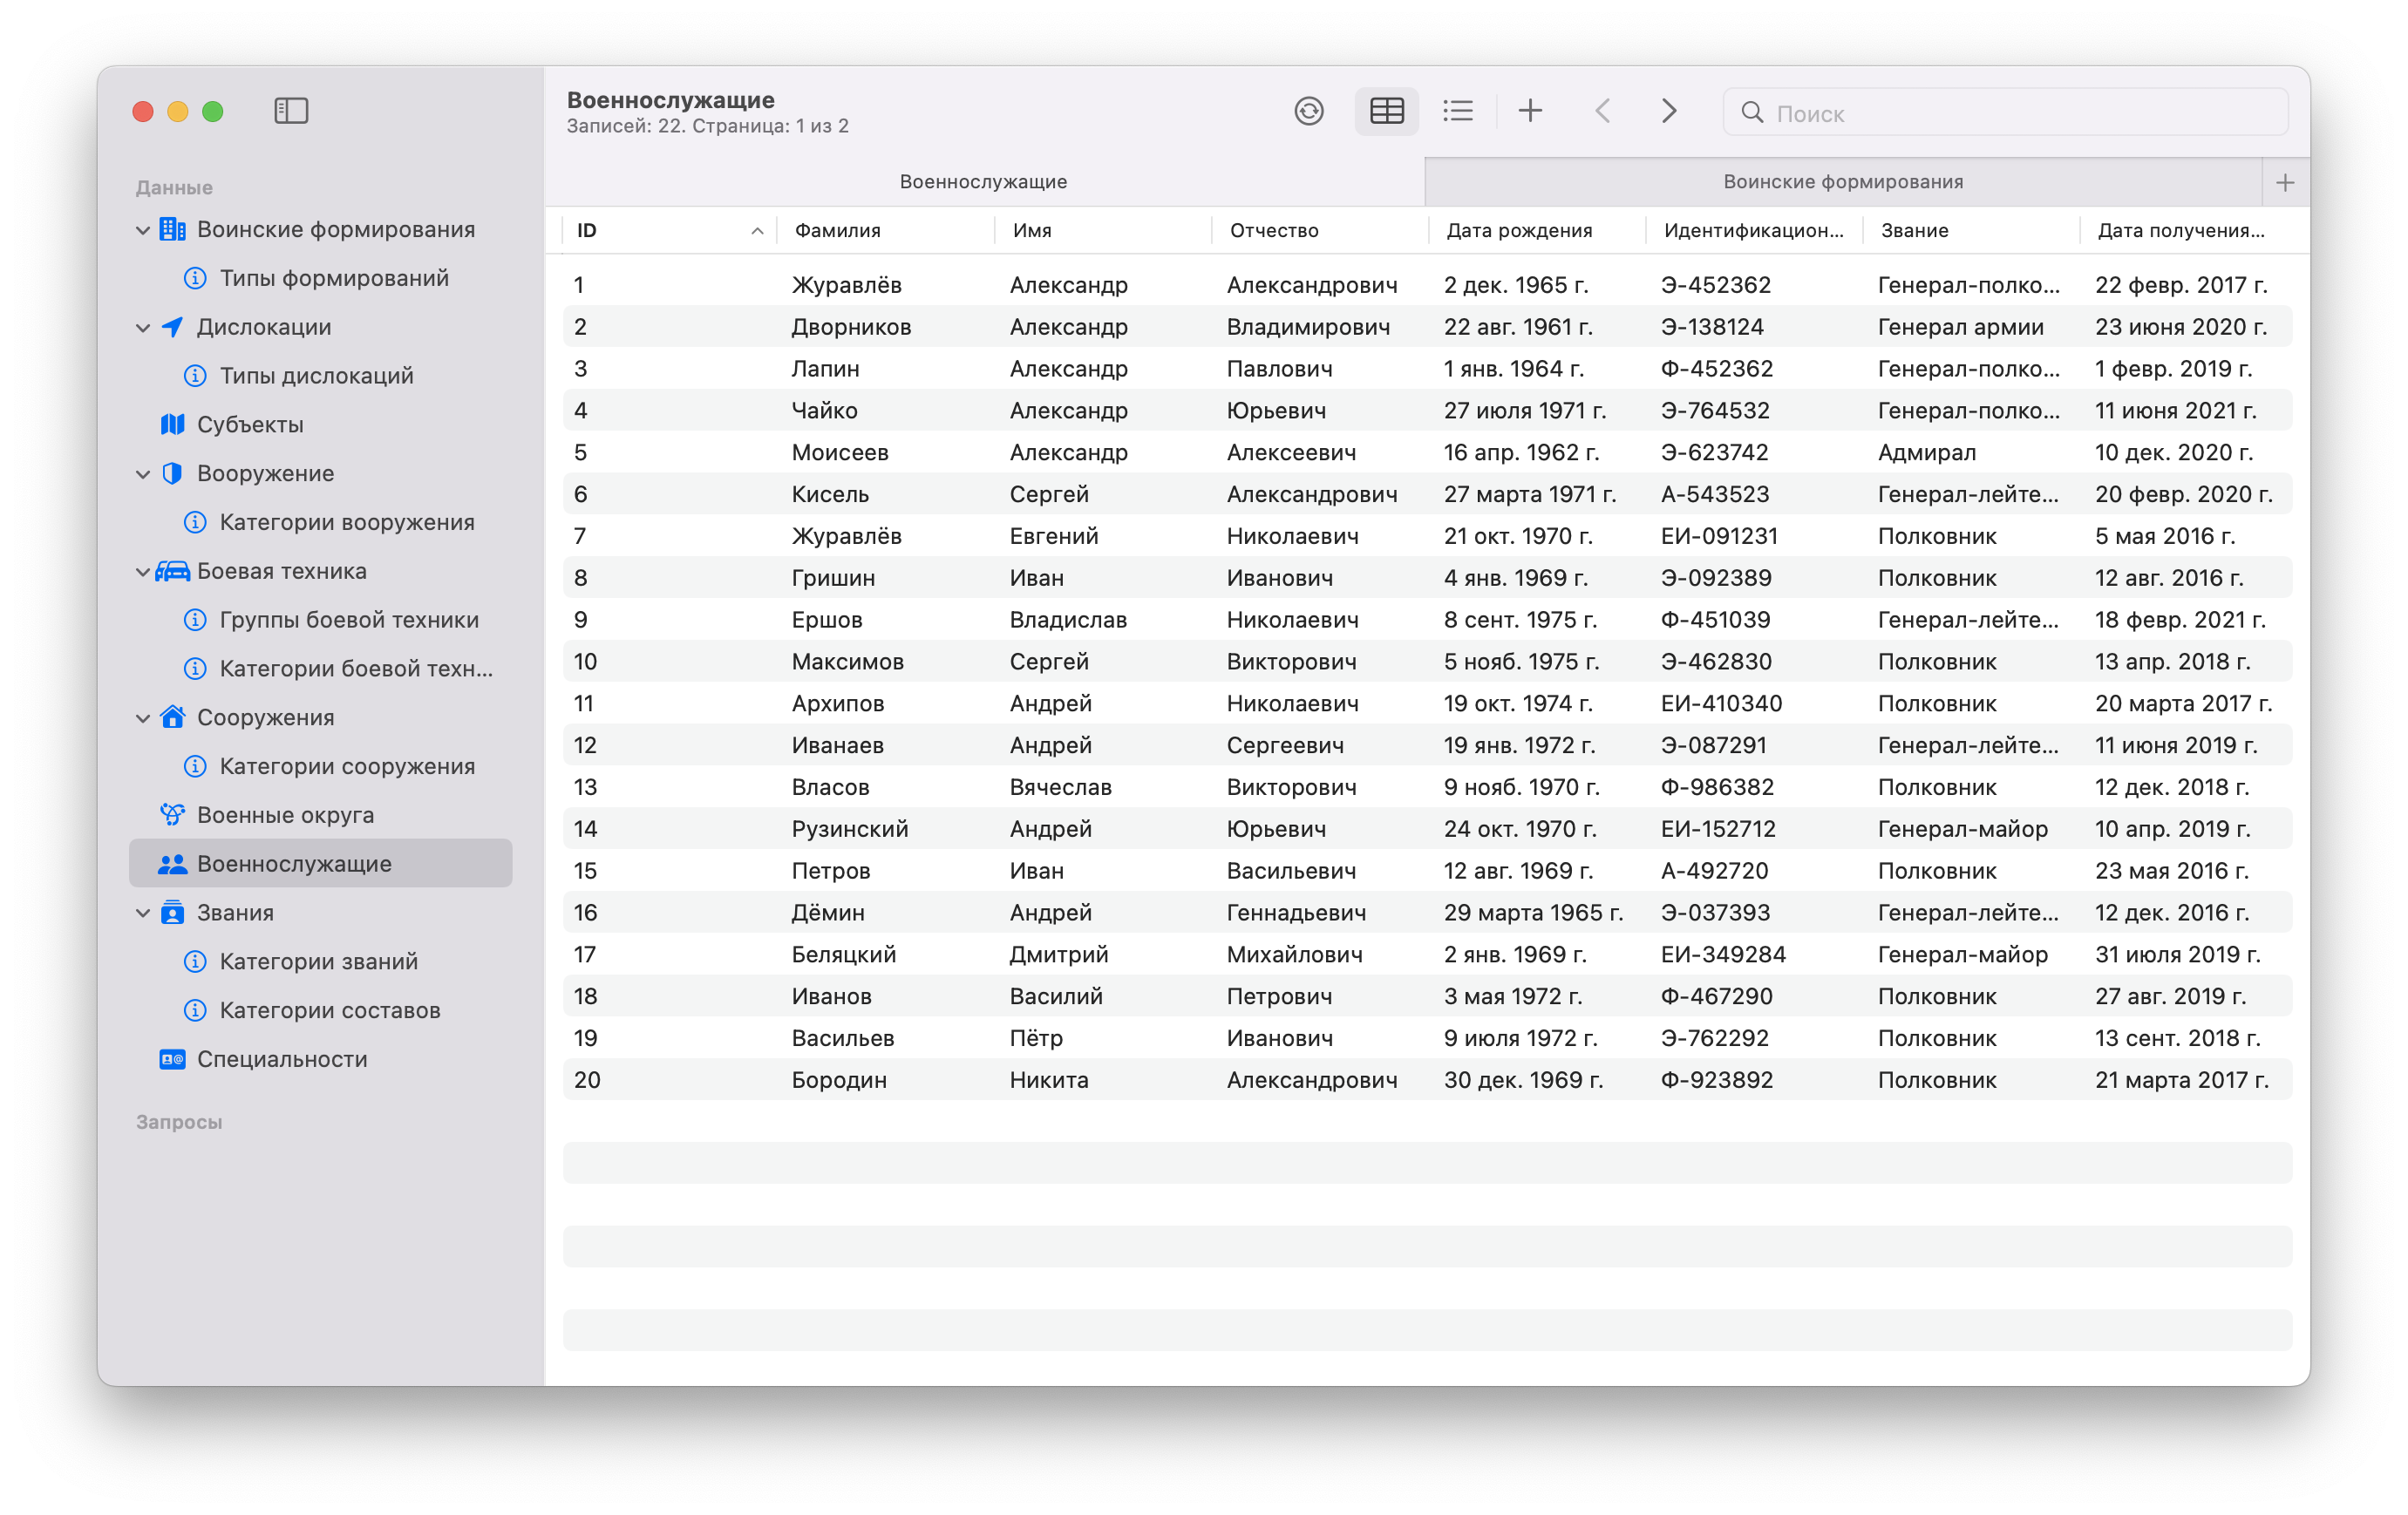 Данные
Воинские формирования
Типы формирований
Дислокации
Типы дислокаций
Субъекты
Вооружение
Категории вооружения
Боевая техника
Группы боевой техники
Категории боевой техн...
Сооружения
Категории сооружения
Военные округа
Военнослужащие
Звания
Категории званий
Категории составов
Специальности
Запросы
Военнослужащие
Записей: 22. Страница: 1 из 2
Поиск
Военнослужащие Воинские формирования
ID Фамилия Имя Отчество Дата рождения Идентификацион... Звание Дата получения...
1 Журавлёв Александр Александрович 2 дек. 1965 г. Э-452362 Генерал-полко... 22 февр. 2017 г.
2 Дворников Александр Владимирович 22 авг. 1961 г. Э-138124 Генерал армии 23 июня 2020 г.
3 Лапин Александр Павлович 1 янв. 1964 г. Ф-452362 Генерал-полко... 1 февр. 2019 г.
4 Чайко Александр Юрьевич 27 июля 1971 г. Э-764532 Генерал-полко... 11 июня 2021 г.
5 Моисеев Александр Алексеевич 16 апр. 1962 г. Э-623742 Адмирал 10 дек. 2020 г.
6 Кисель Сергей Александрович 27 марта 1971 г. А-543523 Генерал-лейте... 20 февр. 2020 г.
7 Журавлёв Евгений Николаевич 21 окт. 1970 г. ЕИ-091231 Полковник 5 мая 2016 г.
8 Гришин Иван Иванович 4 янв. 1969 г. Э-092389 Полковник 12 авг. 2016 г.
9 Ершов Владислав Николаевич 8 сент. 1975 г. Ф-451039 Генерал-лейте... 18 февр. 2021 г.
10 Максимов Сергей Викторович 5 нояб. 1975 г. Э-462830 Полковник 13 апр. 2018 г.
11 Архипов Андрей Николаевич 19 окт. 1974 г. ЕИ-410340 Полковник 20 марта 2017 г.
12 Иванаев Андрей Сергеевич 19 янв. 1972 г. Э-087291 Генерал-лейте... 11 июня 2019 г.
13 Власов Вячеслав Викторович 9 нояб. 1970 г. Ф-986382 Полковник 12 дек. 2018 г.
14 Рузинский Андрей Юрьевич 24 окт. 1970 г. ЕИ-152712 Генерал-майор 10 апр. 2019 г.
15 Петров Иван Васильевич 12 авг. 1969 г. А-492720 Полковник 23 мая 2016 г.
16 Дёмин Андрей Геннадьевич 29 марта 1965 г. Э-037393 Генерал-лейте... 12 дек. 2016 г.
17 Беляцкий Дмитрий Михайлович 2 янв. 1969 г. ЕИ-349284 Генерал-майор 31 июля 2019 г.
18 Иванов Василий Петрович 3 мая 1972 г. Ф-467290 Полковник 27 авг. 2019 г.
19 Васильев Пётр Иванович 9 июля 1972 г. Э-762292 Полковник 13 сент. 2018 г.
20 Бородин Никита Александрович 30 дек. 1969 г. Ф-923892 Полковник 21 марта 2017 г.